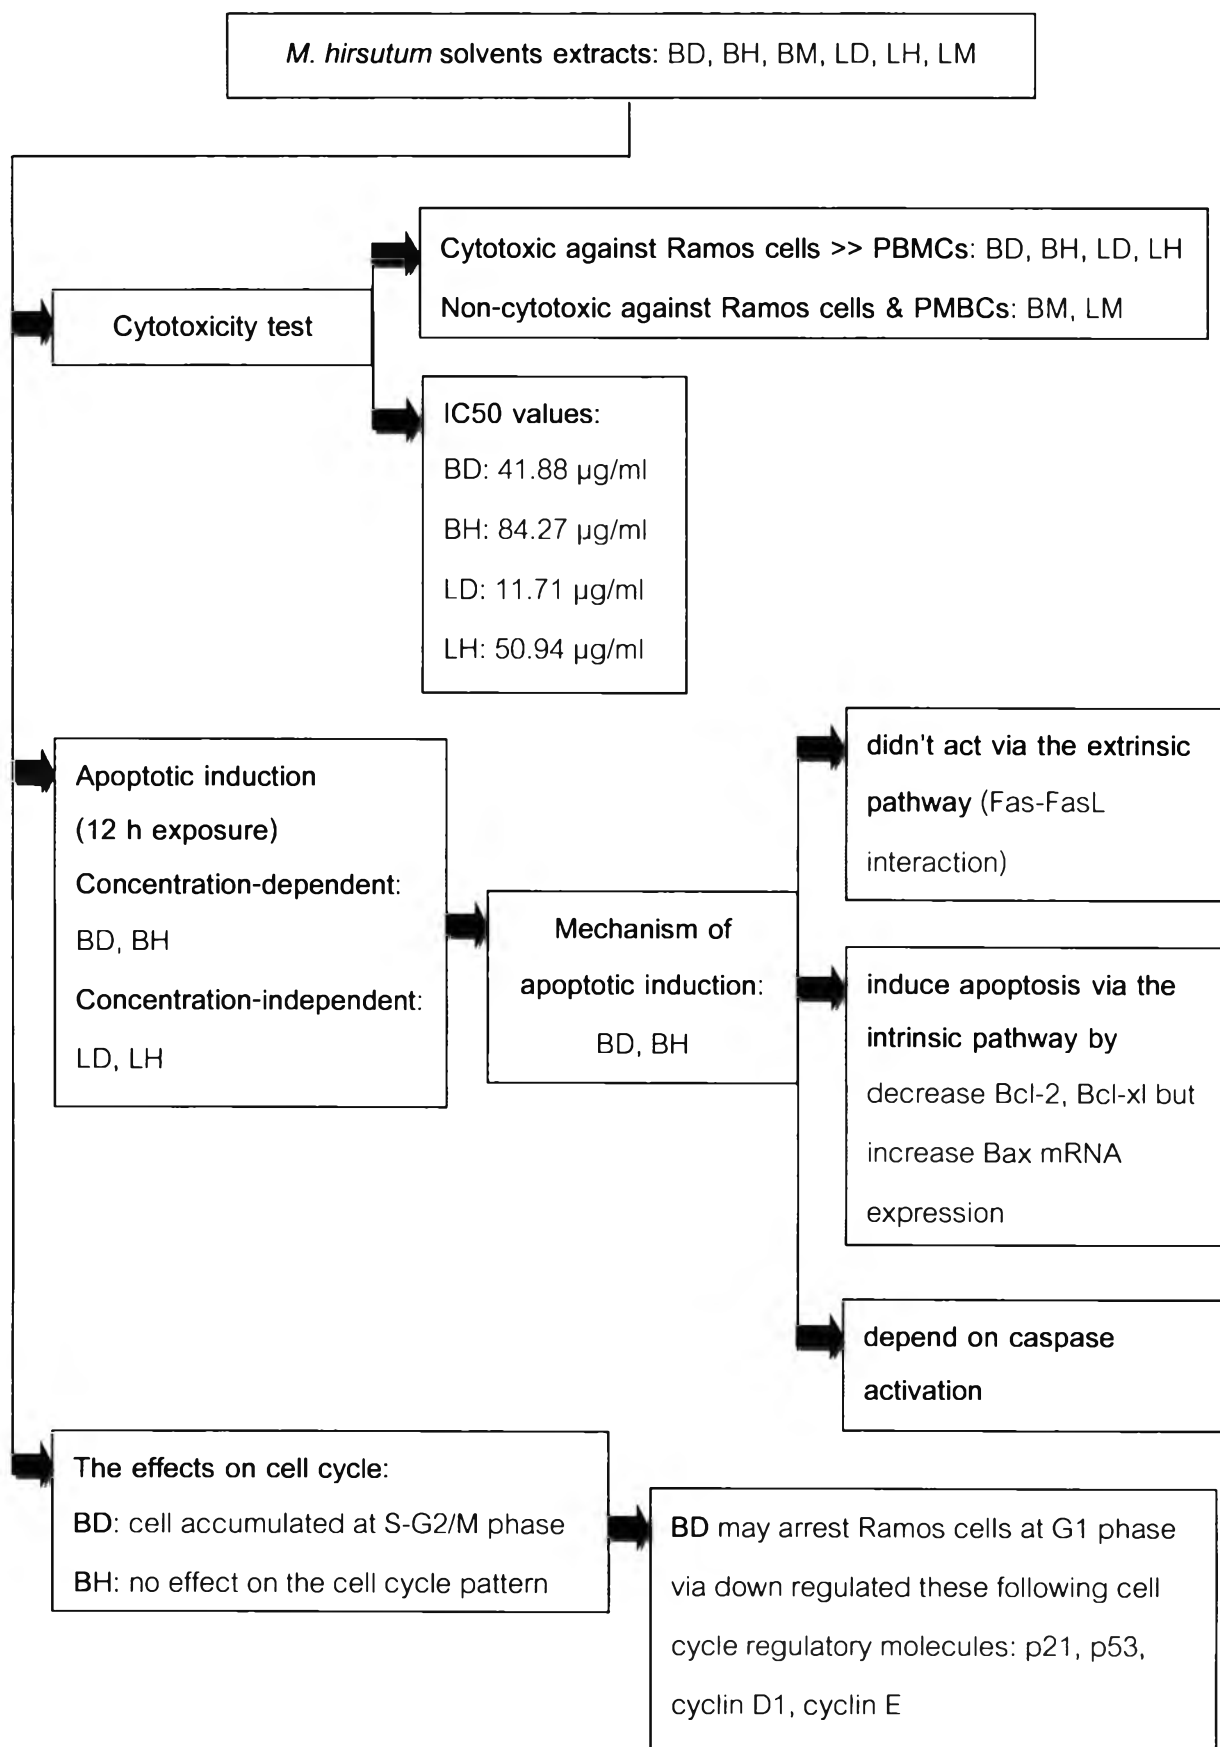 M. hirsutum solvents extracts: BD, BH, BM, LD, LH, LM
Cytotoxicity test
Cytotoxic against Ramos cells >> PBMCs: BD, BH, LD, LH
Non-cytotoxic against Ramos cells & PMBCs: BM, LM
IC50 values:
BD: 41.88 µg/ml
BH: 84.27 µg/ml
LD: 11.71 µg/ml
LH: 50.94 µg/ml
Apoptotic induction
(12 h exposure)
Concentration-dependent:
BD, BH
Concentration-independent:
LD, LH
Mechanism of
apoptotic induction:
BD, BH
didn't act via the extrinsic
pathway (Fas-FasL
interaction)
induce apoptosis via the
intrinsic pathway by
decrease Bcl-2, Bcl-xl but
increase Bax mRNA
expression
depend on caspase
activation
The effects on cell cycle:
BD: cell accumulated at S-G2/M phase
BH: no effect on the cell cycle pattern
BD may arrest Ramos cells at G1 phase
via down regulated these following cell
cycle regulatory molecules: p21, p53,
cyclin D1, cyclin E